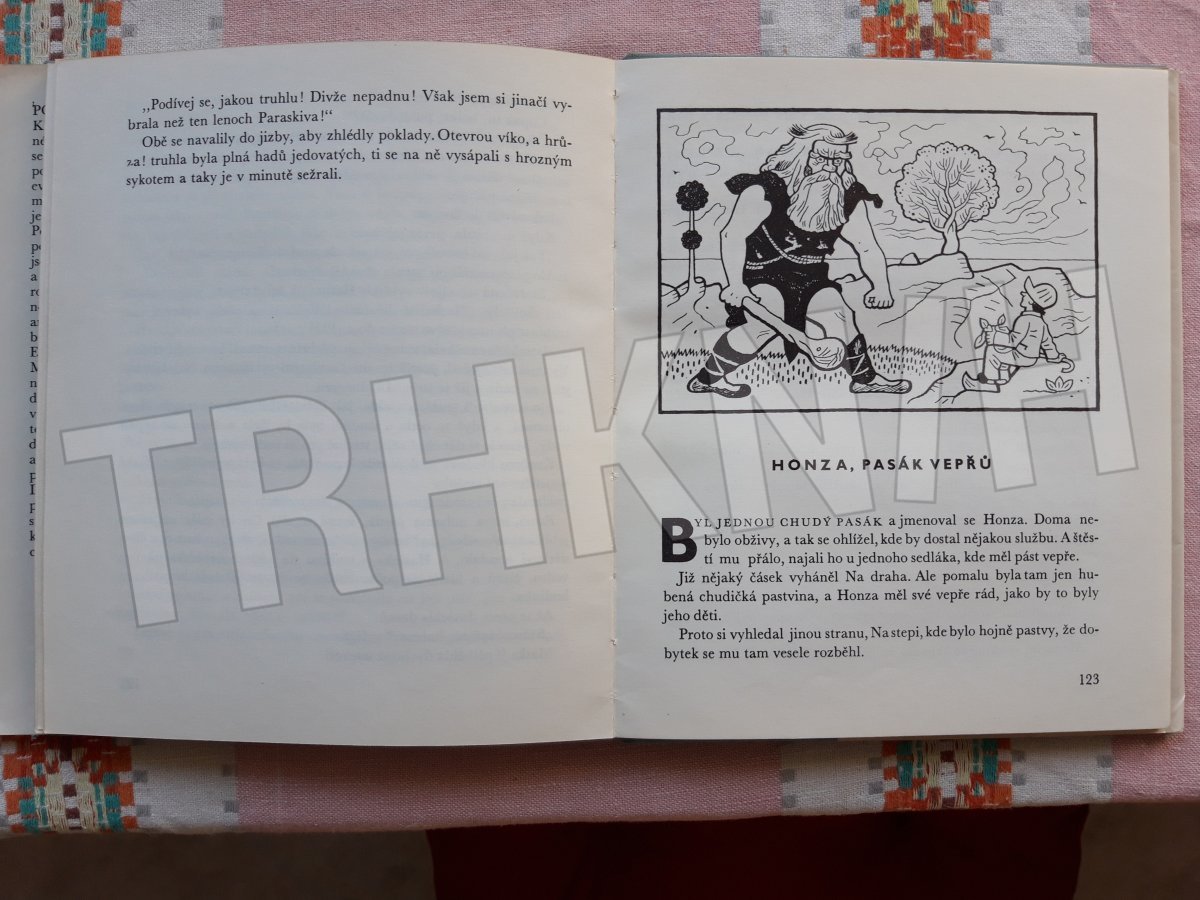 „Podívej se, jakou truhlu! Divže nepadnu! Však jsem si jinačí vy-
brala než ten lenoch Paraskiva!“
Obě se navalily do jizby, aby zhlédly poklady. Otevrou víko, a hrů-
za! truhla byla plná hadů jedovatých, ti se na ně vysápali s hrozným
sykotem a taky je v minutě sežrali.
HONZA, PASÁK VEPŘŮ
BYL JEDNOU CHUDÝ PASÁK a jmenoval se Honza. Doma ne-
bylo obživy, a tak se ohlížel, kde by dostal nějakou službu. A štěs-
tí mu přálo, najali ho u jednoho sedláka, kde měl pást vepře.
Již nějaký čásek vyháněl Na draha. Ale pomalu byla tam jen hu-
bená chudičká pastvina, a Honza měl své vepře rád, jako by to byly
jeho děti.
Proto si vyhledal jinou stranu, Na stepi, kde bylo hojně pastvy, že do-
bytek se mu tam vesele rozběhl.
123
TRHKNIH